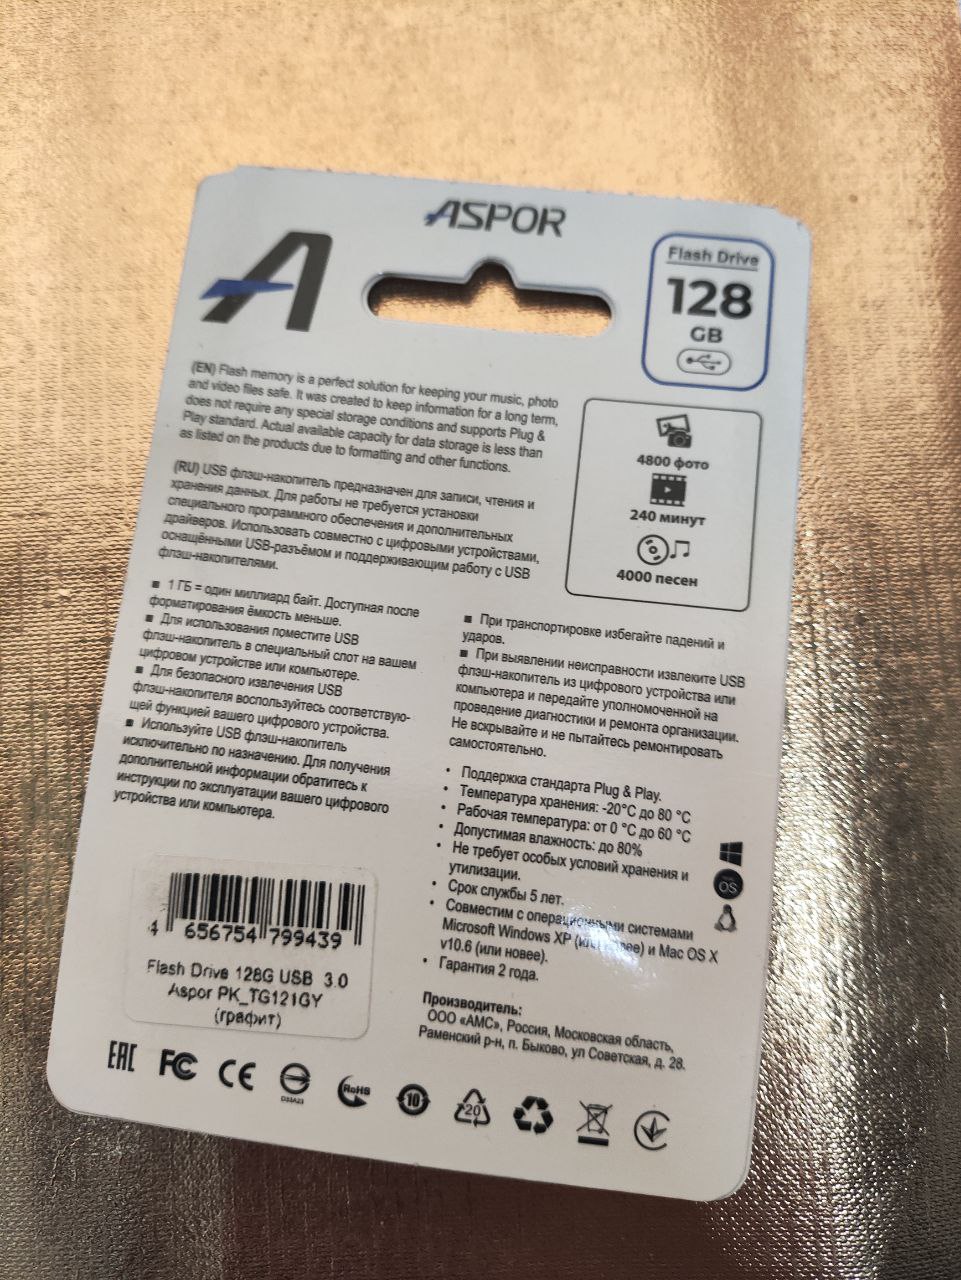 ASPOR
Flash Drive
128
GB
(EN) Flash memory is a perfect solution for keeping your music, photo
and video files safe. It was created to keep information for a long term,
does not require any special storage conditions and supports Plug &
Play standard. Actual available capacity for data storage is less than
as listed on the products due to formatting and other functions.
4800 фото
240 минут
4000 песен
(RU) USB флэш-накопитель предназначен для записи, чтения и
хранения данных. Для работы не требуется установки
специального программного обеспечения и дополнительных
драйверов. Использовать совместно с цифровыми устройствами,
оснащёнными USB-разъёмом и поддерживающим работу с USB
флэш-накопителями.
▪ 1 ГБ = один миллиард байт. Доступная после
форматирования ёмкость меньше.
▪ Для использования поместите USB
флэш-накопитель в специальный слот на вашем
цифровом устройстве или компьютере.
▪ Для безопасного извлечения USB
флэш-накопителя воспользуйтесь соответствую-
щей функцией вашего цифрового устройства.
▪ Используйте USB флэш-накопитель
исключительно по назначению. Для получения
дополнительной информации обратитесь к
инструкции по эксплуатации вашего цифрового
устройства или компьютера.
▪ При транспортировке избегайте падений и
ударов.
▪ При выявлении неисправности извлеките USB
флэш-накопитель из цифрового устройства или
компьютера и передайте уполномоченной на
проведение диагностики и ремонта организации.
Не вскрывайте и не пытайтесь ремонтировать
самостоятельно.
• Поддержка стандарта Plug & Play.
• Температура хранения: -20°C до 80 °C
• Рабочая температура: от 0 °C до 60 °C
• Допустимая влажность: до 80%
• Не требует особых условий хранения и
утилизации.
• Срок службы 5 лет.
• Совместим с операционными системами
Microsoft Windows XP (или новее) и Mac OS X
v10.6 (или новее).
• Гарантия 2 года.
OS
4 656754 799439
Flash Drive 128G USB 3.0
Aspor PK_TG121GY
(графит)
Производитель:
ООО «АМС», Россия, Московская область,
Раменский р-н, п. Быково, ул Советская, д. 28.
EAC FC CE RoHS 10 20